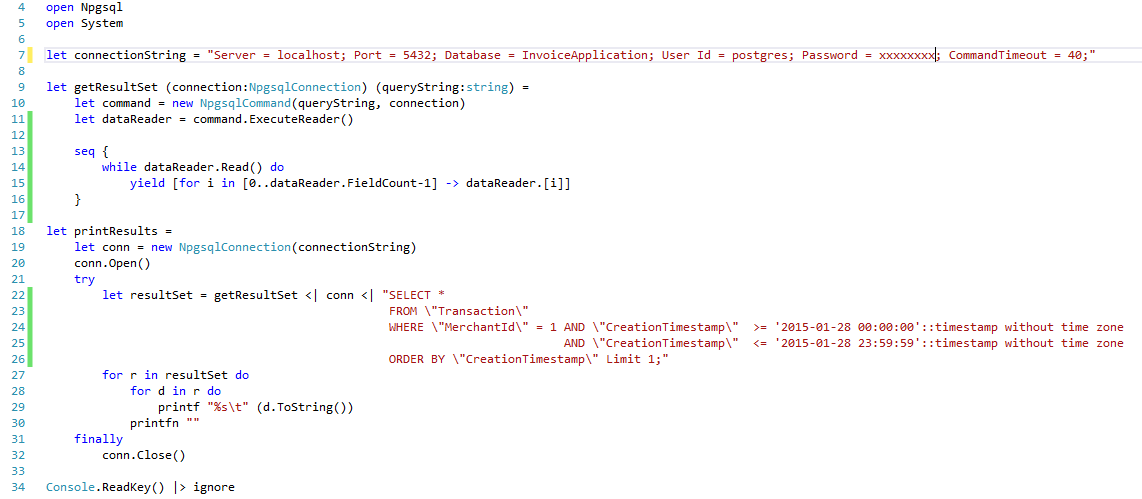 4 open Npgsql
5 open System
6
7 let connectionString = "Server = localhost; Port = 5432; Database = InvoiceApplication; User Id = postgres; Password = xxxxxxxx; CommandTimeout = 40;"
8
9 let getResultSet (connection:NpgsqlConnection) (queryString:string) =
10     let command = new NpgsqlCommand(queryString, connection)
11     let dataReader = command.ExecuteReader()
12
13     seq {
14         while dataReader.Read() do
15             yield [for i in [0..dataReader.FieldCount-1] -> dataReader.[i]]
16     }
17
18 let printResults =
19     let conn = new NpgsqlConnection(connectionString)
20     conn.Open()
21     try
22         let resultSet = getResultSet <| conn <| "SELECT *
23                                                  FROM \"Transaction\"
24                                                  WHERE \"MerchantId\" = 1 AND \"CreationTimestamp\"  >= '2015-01-28 00:00:00'::timestamp without time zone
25                                                                           AND \"CreationTimestamp\"  <= '2015-01-28 23:59:59'::timestamp without time zone
26                                                  ORDER BY \"CreationTimestamp\" Limit 1;"
27         for r in resultSet do
28             for d in r do
29                 printf "%s\t" (d.ToString())
30             printfn ""
31     finally
32         conn.Close()
33
34 Console.ReadKey() |> ignore